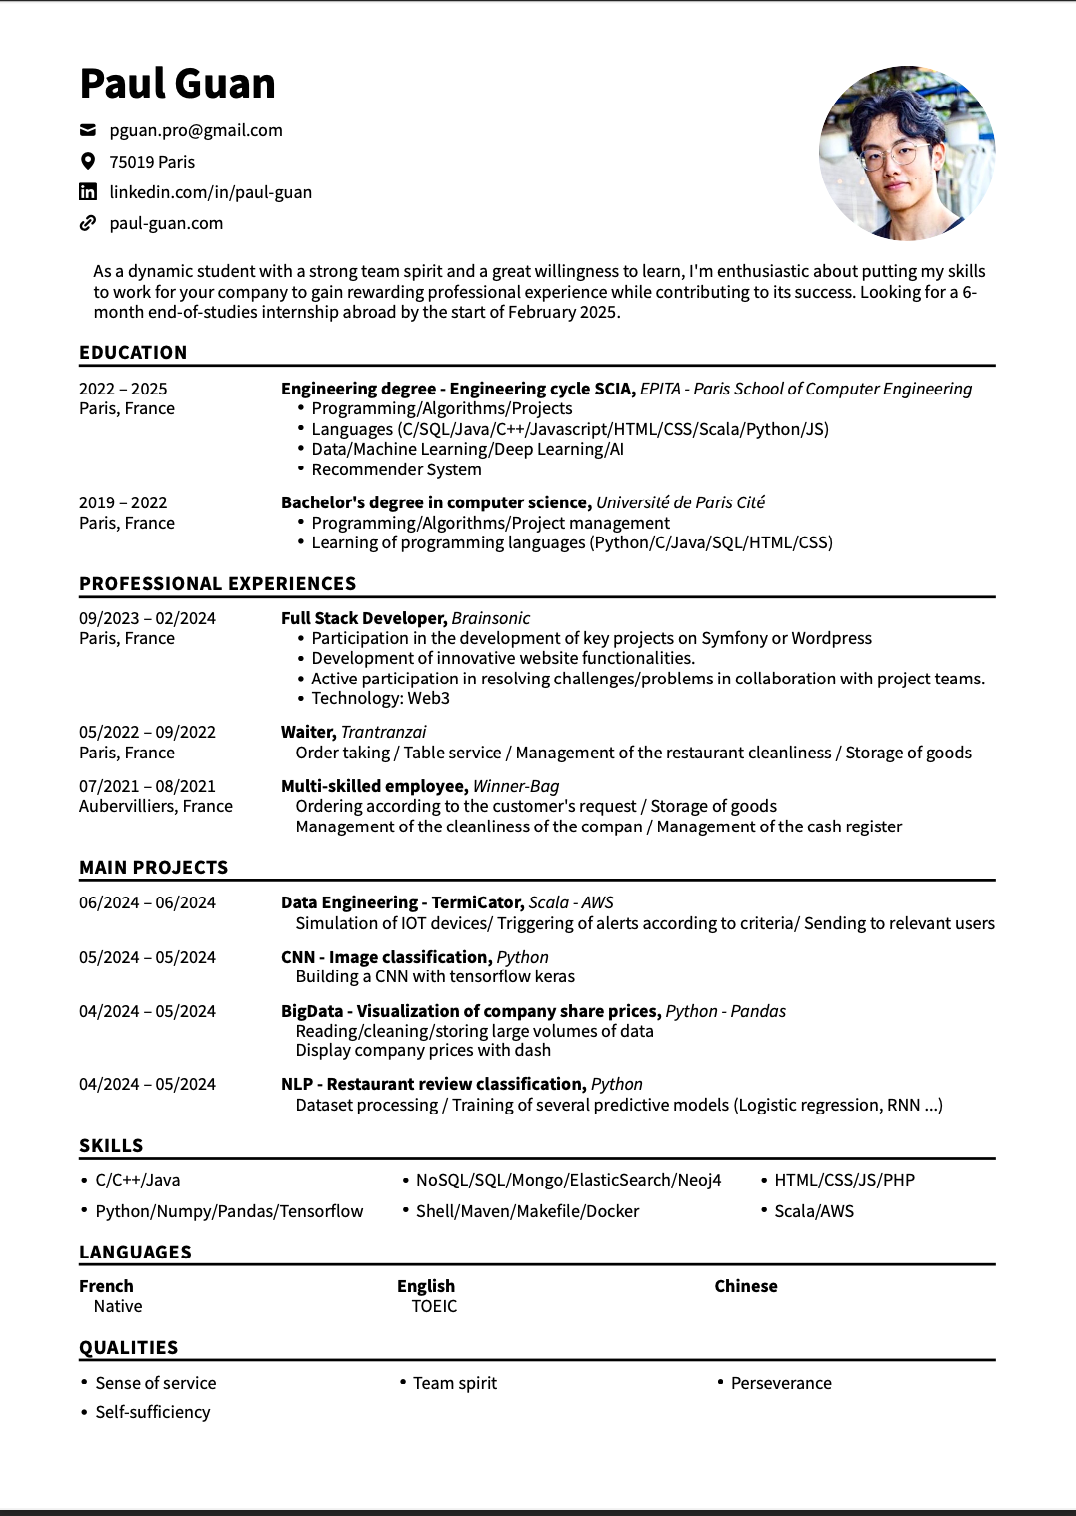 Paul Guan
pguan.pro@gmail.com
75019 Paris
linkedin.com/in/paul-guan
paul-guan.com
As a dynamic student with a strong team spirit and a great willingness to learn, I'm enthusiastic about putting my skills
to work for your company to gain rewarding professional experience while contributing to its success. Looking for a 6-
month end-of-studies internship abroad by the start of February 2025.
EDUCATION
2022 – 2025
Paris, France
Engineering degree - Engineering cycle SCIA, EPITA - Paris School of Computer Engineering
• Programming/Algorithms/Projects
• Languages (C/SQL/Java/C++/Javascript/HTML/CSS/Scala/Python/JS)
• Data/Machine Learning/Deep Learning/AI
• Recommender System
2019 – 2022
Paris, France
Bachelor's degree in computer science, Université de Paris Cité
• Programming/Algorithms/Project management
• Learning of programming languages (Python/C/Java/SQL/HTML/CSS)
PROFESSIONAL EXPERIENCES
09/2023 – 02/2024
Paris, France
Full Stack Developer, Brainsonic
• Participation in the development of key projects on Symfony or Wordpress
• Development of innovative website functionalities.
• Active participation in resolving challenges/problems in collaboration with project teams.
• Technology: Web3
05/2022 – 09/2022
Paris, France
Waiter, Trantranzai
Order taking / Table service / Management of the restaurant cleanliness / Storage of goods
07/2021 – 08/2021
Aubervilliers, France
Multi-skilled employee, Winner-Bag
Ordering according to the customer's request / Storage of goods
Management of the cleanliness of the compan / Management of the cash register
MAIN PROJECTS
06/2024 – 06/2024
Data Engineering - TermiCator, Scala - AWS
Simulation of IOT devices/ Triggering of alerts according to criteria/ Sending to relevant users
05/2024 – 05/2024
CNN - Image classification, Python
Building a CNN with tensorflow keras
04/2024 – 05/2024
BigData - Visualization of company share prices, Python - Pandas
Reading/cleaning/storing large volumes of data
Display company prices with dash
04/2024 – 05/2024
NLP - Restaurant review classification, Python
Dataset processing / Training of several predictive models (Logistic regression, RNN ...)
SKILLS
• C/C++/Java
• NoSQL/SQL/Mongo/ElasticSearch/Neoj4
• HTML/CSS/JS/PHP
• Python/Numpy/Pandas/Tensorflow
• Shell/Maven/Makefile/Docker
• Scala/AWS
LANGUAGES
French
Native
English
TOEIC
Chinese
QUALITIES
• Sense of service
• Team spirit
• Perseverance
• Self-sufficiency